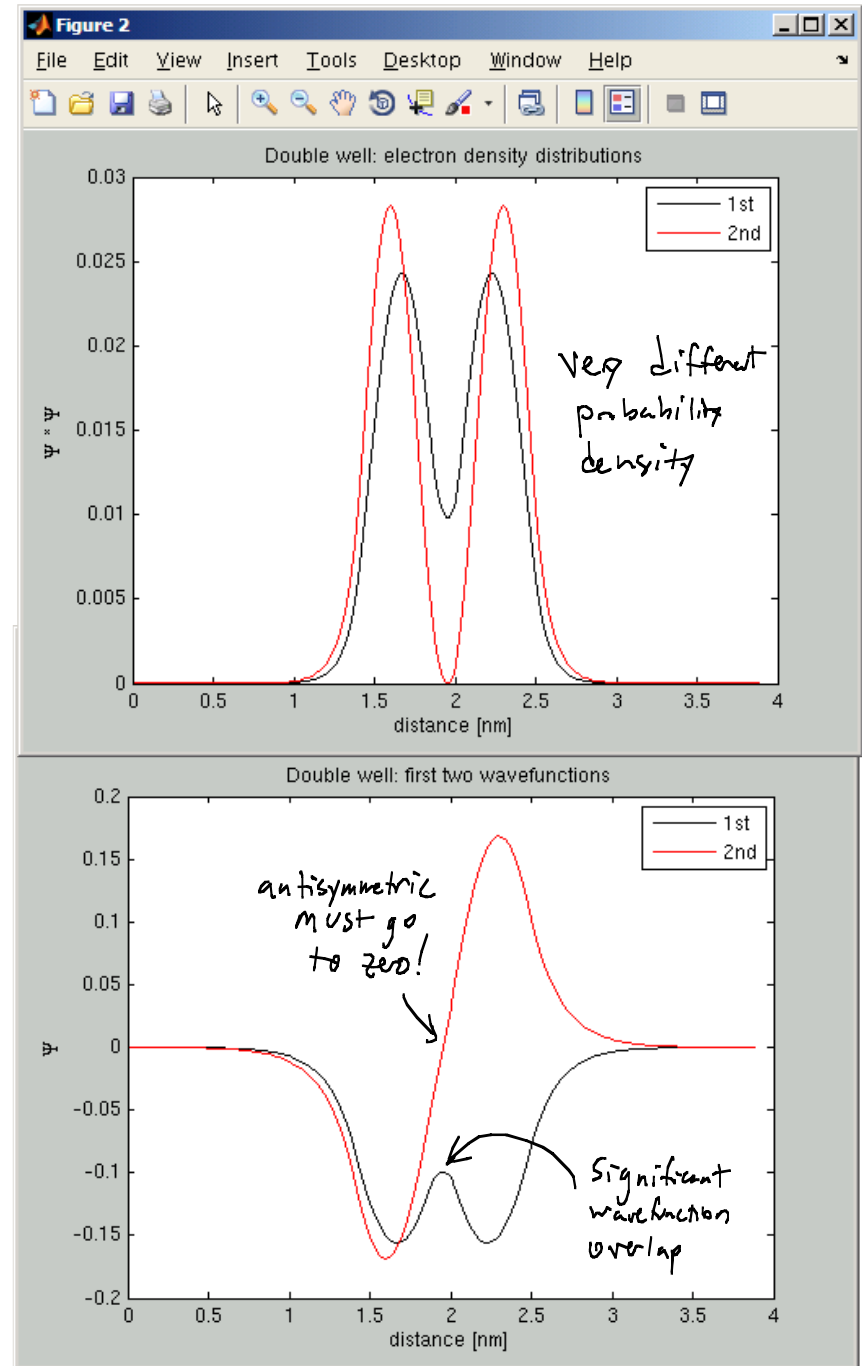 Figure 2
File Edit View Insert Tools Desktop Window Help
Double well: electron density distributions
0.03
0.025
0.02
0.015
0.01
0.005
0
Ψ * Ψ
1st
2nd
very different
probability
density
0 0.5 1 1.5 2 2.5 3 3.5 4
distance [nm]
Double well: first two wavefunctions
0.2
0.15
0.1
0.05
0
-0.05
-0.1
-0.15
-0.2
Ψ
1st
2nd
antisymmetric
must go
to zero!
Significant
wavefunction
overlap
0 0.5 1 1.5 2 2.5 3 3.5 4
distance [nm]